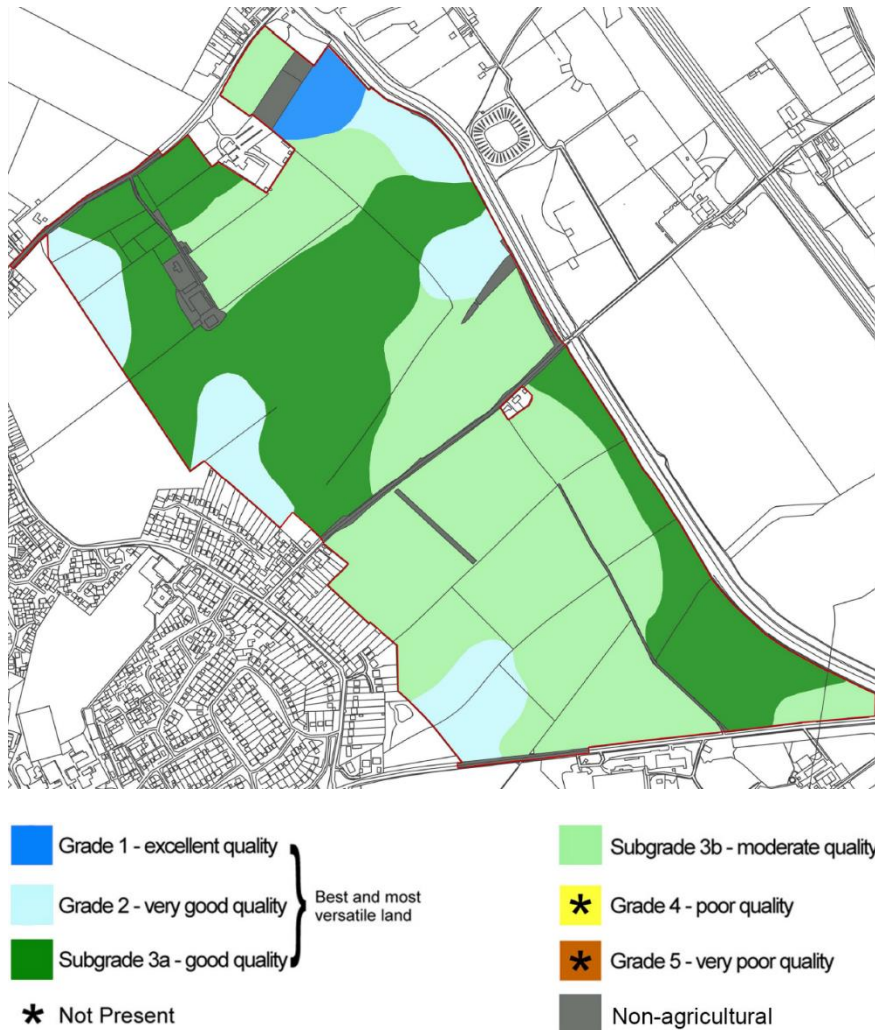 Grade 1 - excellent quality
Grade 2 - very good quality
Subgrade 3a - good quality
* Not Present
Best and most
versatile land
Subgrade 3b - moderate quality
* Grade 4 - poor quality
* Grade 5 - very poor quality
Non-agricultural